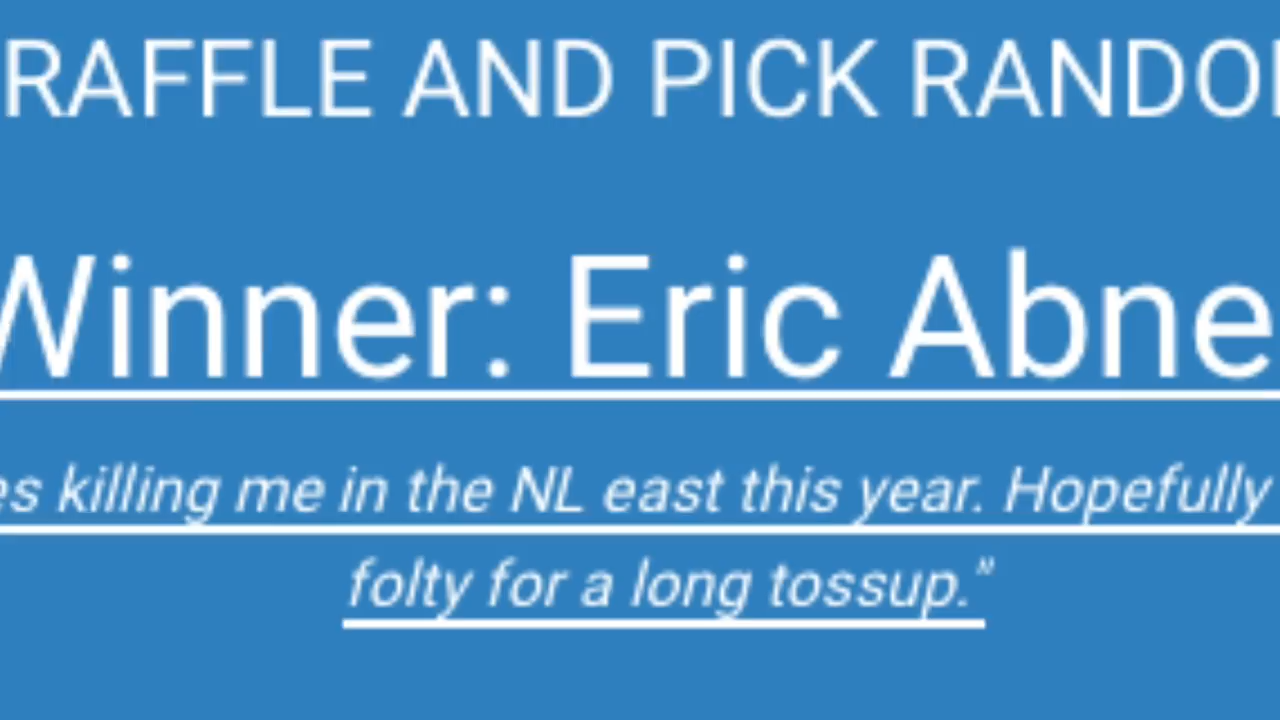 RAFFLE AND PICK RANDO
Winner: Eric Abne
es killing me in the NL east this year. Hopefully
folty for a long tossup.”